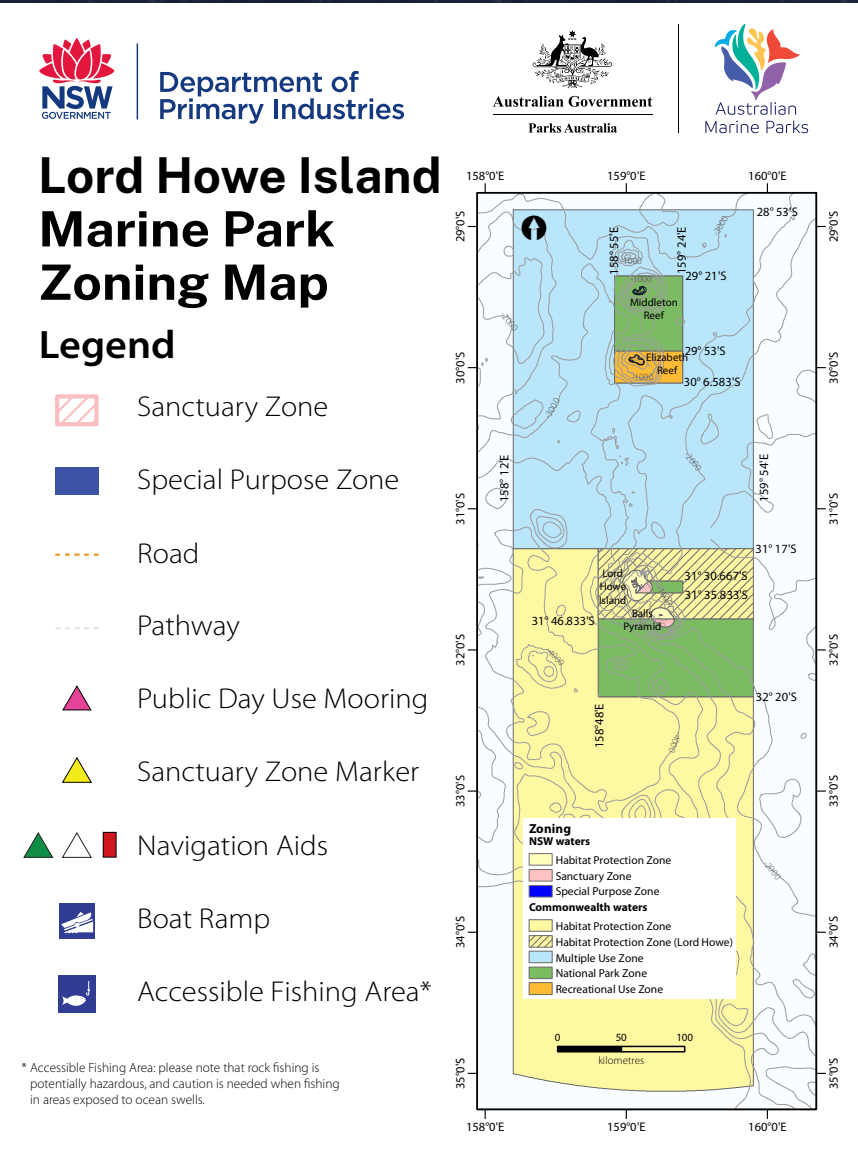 NSW
GOVERNMENT
Department of
Primary Industries
Australian Government
Parks Australia
Australian
Marine Parks
Lord Howe Island
Marine Park
Zoning Map
Legend
Sanctuary Zone
Special Purpose Zone
Road
Pathway
Public Day Use Mooring
Sanctuary Zone Marker
Navigation Aids
Boat Ramp
Accessible Fishing Area*
* Accessible Fishing Area: please note that rock fishing is
potentially hazardous, and caution is needed when fishing
in areas exposed to ocean swells.
158°0'E
159°0'E
160°0'E
28° 53'S
29°0'S
29°0'S
158° 55'E
159° 24'E
29° 21'S
Middleton
Reef
29° 53'S
Elizabeth
Reef
30° 6.583'S
30°0'S
30°0'S
158° 12'E
159° 54'E
31°0'S
31°0'S
31° 17'S
Lord
Howe
Island
31° 30.667'S
31° 35.833'S
31° 46.833'S
Balls
Pyramid
32°0'S
32°0'S
32° 20'S
158° 48'E
33°0'S
33°0'S
Zoning
NSW waters
Habitat Protection Zone
Sanctuary Zone
Special Purpose Zone
Commonwealth waters
Habitat Protection Zone
Habitat Protection Zone (Lord Howe)
Multiple Use Zone
National Park Zone
Recreational Use Zone
34°0'S
34°0'S
0 50 100
kilometres
35°0'S
35°0'S
158°0'E
159°0'E
160°0'E